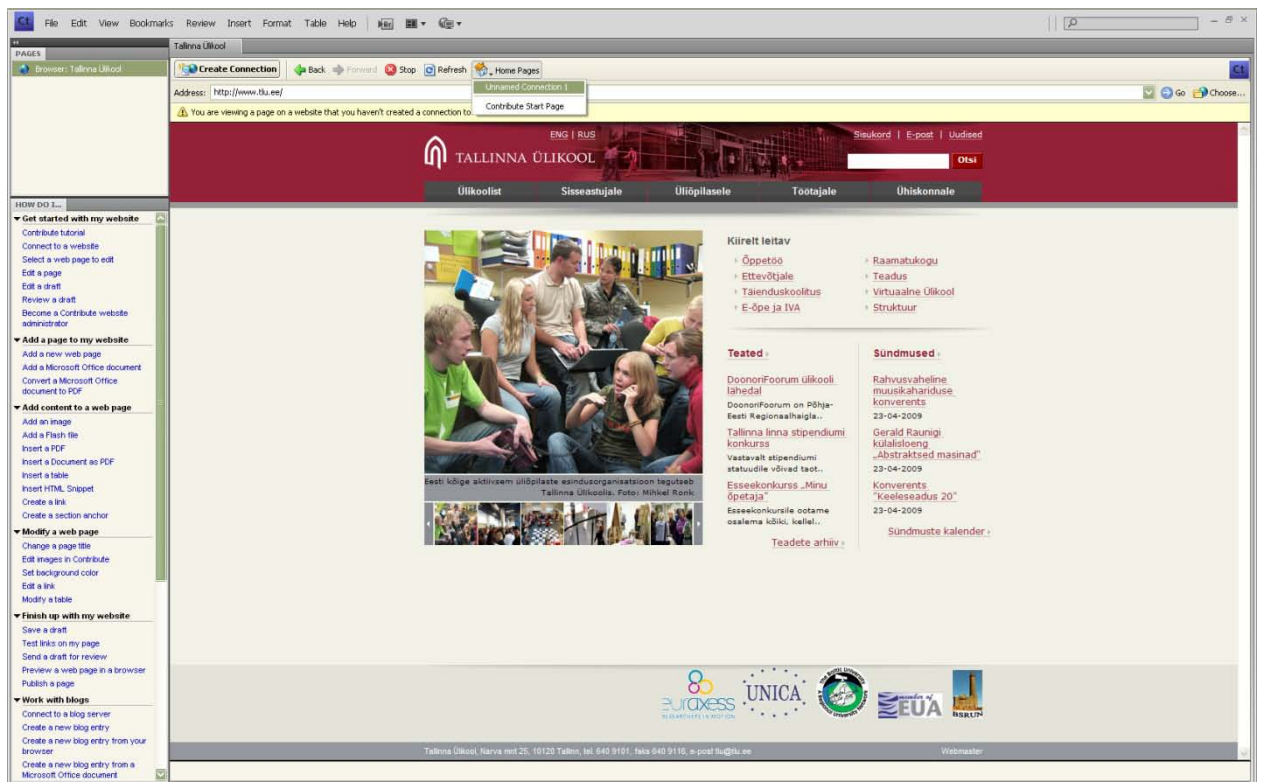 Ct File Edit View Bookmarks Review Insert Format Table Help
PAGES
Browser: Tallinna Ülikool
HOW DO I...
Get started with my website
Contribute tutorial
Connect to a website
Select a web page to edit
Edit a page
Edit a draft
Review a draft
Become a Contribute website
administrator
Add a page to my website
Add a new web page
Add a Microsoft Office document
Convert a Microsoft Office
document to PDF
Add content to a web page
Add an image
Add a Flash file
Insert a PDF
Insert a Document as PDF
Insert a table
Insert HTML Snippet
Create a link
Create a section anchor
Modify a web page
Change a page title
Edit images in Contribute
Set background color
Edit a link
Modify a table
Finish up with my website
Save a draft
Test links on my page
Send a draft for review
Preview a web page in a browser
Publish a page
Work with blogs
Connect to a blog server
Create a new blog entry
Create a new blog entry from your
browser
Create a new blog entry from a
Microsoft Office document
Tallinna Ülikool
Create Connection Back Forward Stop Refresh Home Pages Ct
Unnamed Connection 1
Contribute Start Page
Address: http://www.tlu.ee/ Go Choose...
You are viewing a page on a website that you haven't created a connection to
ENG | RUS Sisukord | E-post | Uudised
TALLINNA ÜLIKOOL Otsi
Ülikoolist Sisseastujale Üliõpilasele Töötajale Ühiskonnale
Kiirelt leitav
Õppetöö Raamatukogu
Ettevõtjale Teadus
Täienduskoolitus Virtuaalne Ülikool
E-õpe ja IVA Struktuur
Eesti kõige aktiivsem üliõpilaste esindusorganisatsioon tegutseb
Tallinna Ülikoolis. Foto: Mihkel Ronk
Teated
DoonoriFoorum ülikooli
lähedal
DoonoriFoorum on Põhja-
Eesti Regionaalhaigla..
Tallinna linna stipendiumi
konkurss
Vastavalt stipendiumi
statuudile võivad taot..
Esseekonkurss „Minu
õpetaja"
Esseekonkursile ootame
osalema kõiki, kellel..
Teadete arhiiv
Sündmused
Rahvusvaheline
muusikahariduse
konverents
23-04-2009
Gerald Raunigi
külalisloeng
„Abstraktsed masinad"
23-04-2009
Konverents
"Keeleseadus 20"
23-04-2009
Sündmuste kalender
euraxess
RESEARCHERS IN MOTION
UNICA
member of
EUA
BSRUN
Tallinna Ülikool, Narva mnt 25, 10120 Tallinn, tel. 640 9101, faks 640 9116, e-post tlu@tlu.ee Webmaster